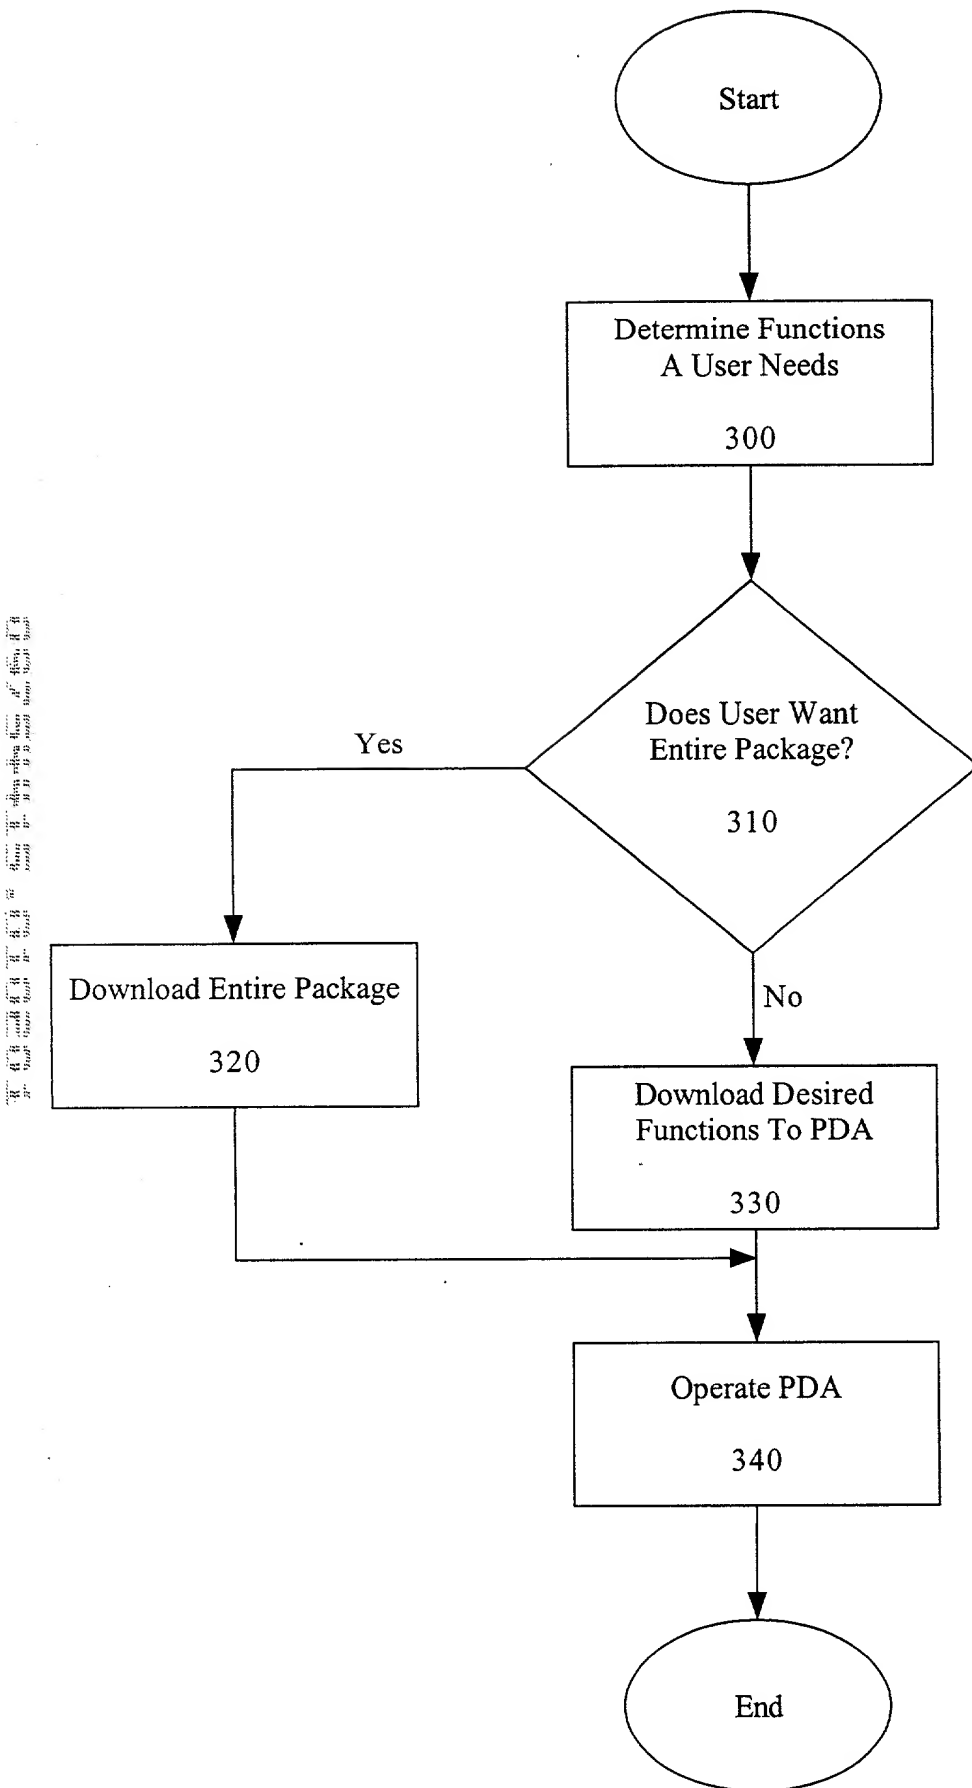 Start
Determine Functions
A User Needs
300
Does User Want
Entire Package?
310
Yes
No
Download Entire Package
320
Download Desired
Functions To PDA
330
Operate PDA
340
End